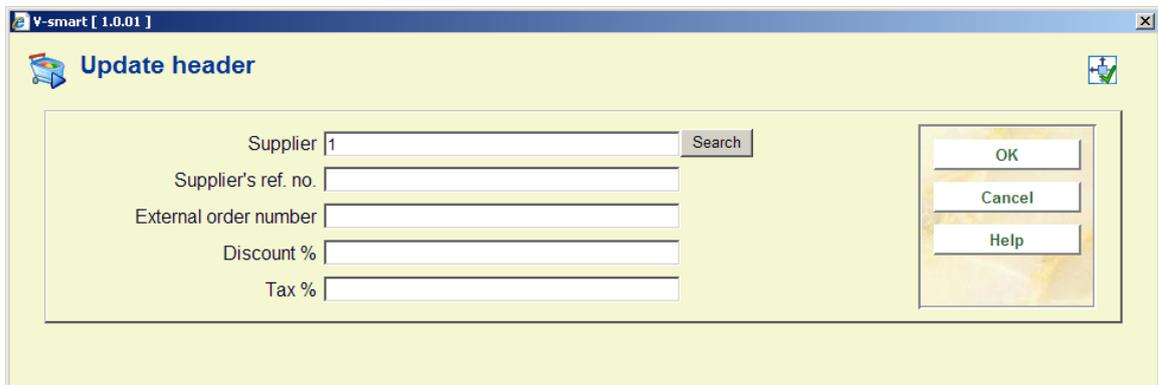 V-smart [ 1.0.01 ]
Update header
Supplier 1 Search
Supplier's ref. no.
External order number
Discount %
Tax %
OK
Cancel
Help